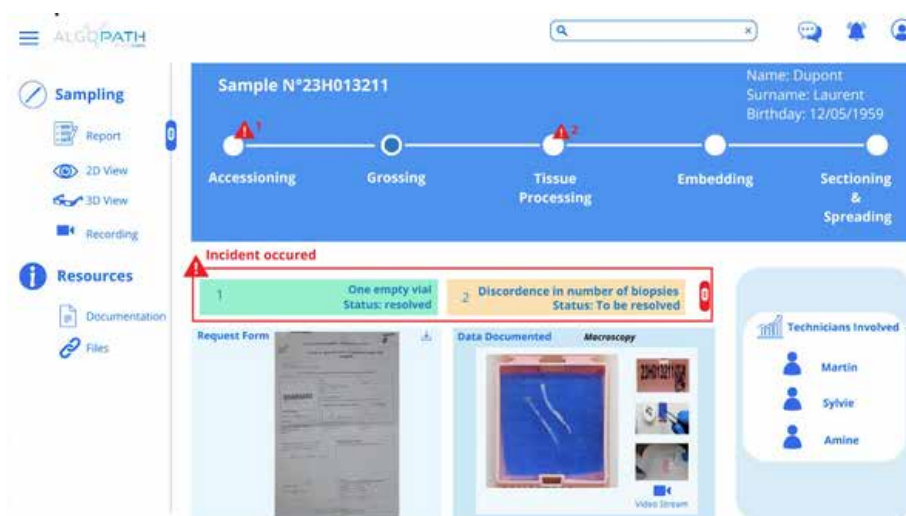 ALGOPATH
Sampling
Report
2D View
3D View
Recording
Resources
Documentation
Files
Sample N°23H013211
Name: Dupont
Surname: Laurent
Birthday: 12/05/1959
1
2
Accessioning
Grossing
Tissue
Processing
Embedding
Sectioning
&
Spreading
Incident occured
1
One empty vial
Status: resolved
2
Discordence in number of biopsies
Status: To be resolved
Request Form
Data Documented
Macroscopy
23H013211
Video Stream
Technicians Involved
Martin
Sylvie
Amine